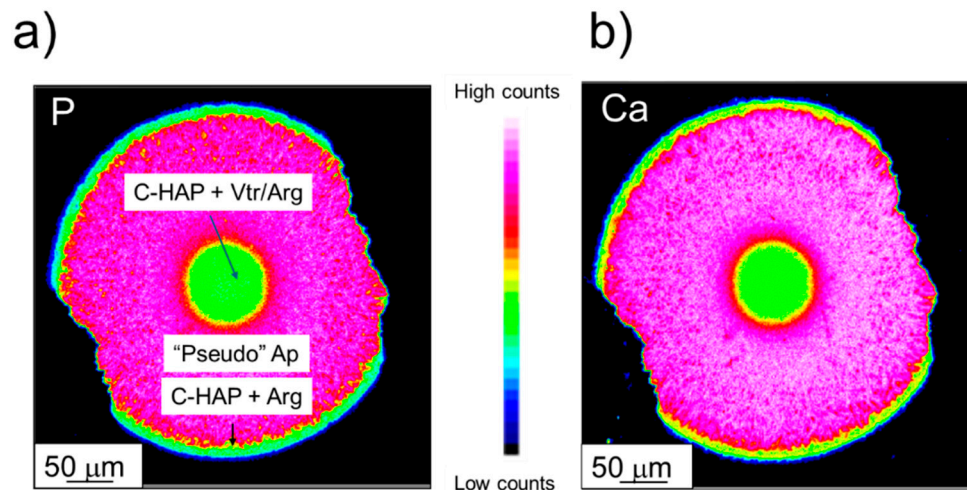 a)
P
C-HAP + Vtr/Arg
"Pseudo" Ap
C-HAP + Arg
50 μm
High counts
Low counts
b)
Ca
50 μm